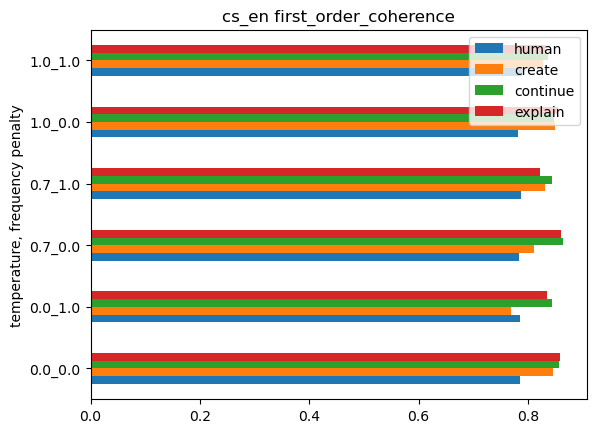 cs_en first_order_coherence
temperature, frequency penalty
1.0_1.0
1.0_0.0
0.7_1.0
0.7_0.0
0.0_1.0
0.0_0.0
0.0
0.2
0.4
0.6
0.8
human
create
continue
explain